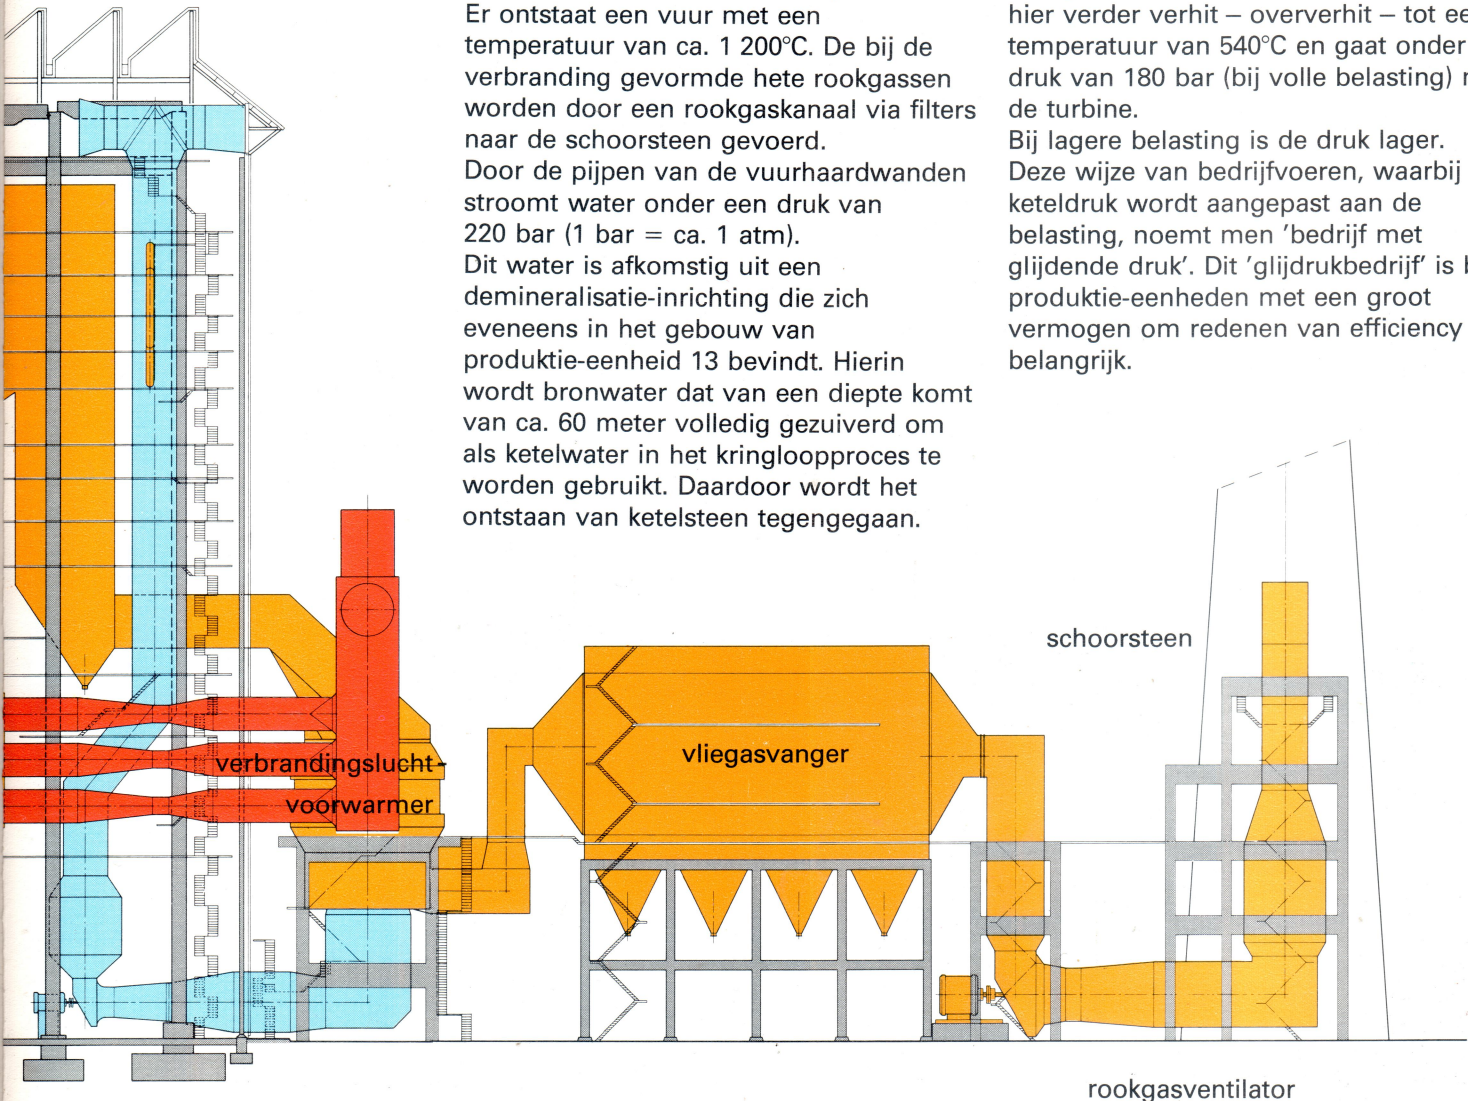 Er ontstaat een vuur met een
temperatuur van ca. 1 200°C. De bij de
verbranding gevormde hete rookgassen
worden door een rookgaskanaal via filters
naar de schoorsteen gevoerd.
Door de pijpen van de vuurhaardwanden
stroomt water onder een druk van
220 bar (1 bar = ca. 1 atm).
Dit water is afkomstig uit een
demineralisatie-inrichting die zich
eveneens in het gebouw van
produktie-eenheid 13 bevindt. Hierin
wordt bronwater dat van een diepte komt
van ca. 60 meter volledig gezuiverd om
als ketelwater in het kringloopproces te
worden gebruikt. Daardoor wordt het
ontstaan van ketelsteen tegengegaan.
hier verder verhit – oververhit – tot
temperatuur van 540°C en gaat onder
druk van 180 bar (bij volle belasting)
de turbine.
Bij lagere belasting is de druk lager.
Deze wijze van bedrijfvoeren, waarbij
keteldruk wordt aangepast aan de
belasting, noemt men 'bedrijf met
glijdende druk'. Dit 'glijdrukbedrijf' is
produktie-eenheden met een groot
vermogen om redenen van efficiency
belangrijk.
schoorsteen
vliegasvanger
verbrandingslucht-
voorwarmer
rookgasventilator